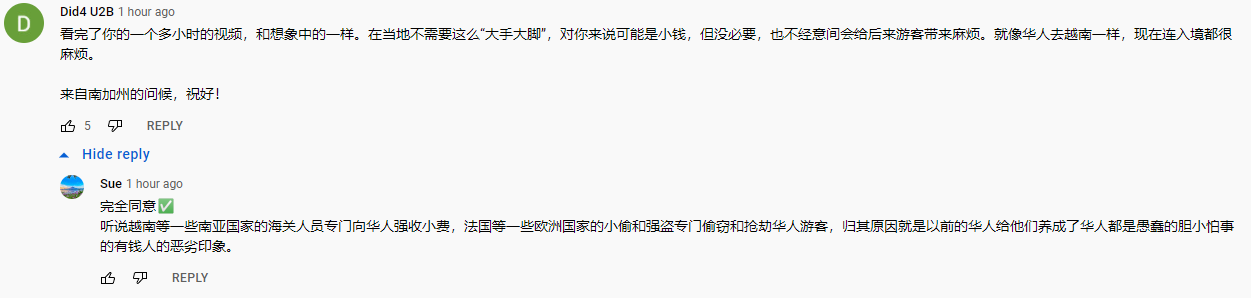 D
Did4 U2B 1 hour ago
看完了你的一个多小时的视频，和想象中的一样。在当地不需要这么“大手大脚”，对你来说可能是小钱，但没必要，也不经意间会给后来游客带来麻烦。就像华人去越南一样，现在连入境都很
麻烦。
来自南加州的问候，祝好！
5 REPLY
Hide reply
Sue 1 hour ago
完全同意✅
听说越南等一些南亚国家的海关人员专门向华人强收小费，法国等一些欧洲国家的小偷和强盗专门偷窃和抢劫华人游客，归其原因就是以前的华人给他们养成了华人都是愚蠢的胆小怕事
的有钱人的恶劣印象。
REPLY